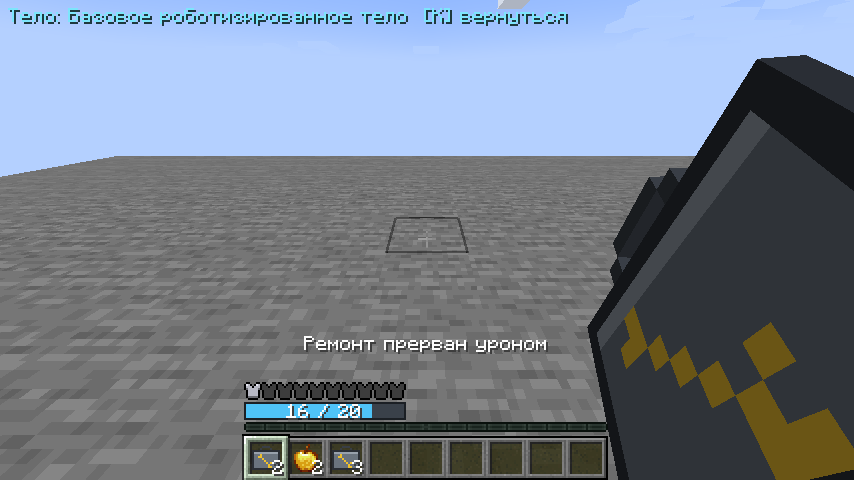 Тело: Базовое роботизированное тело [M] вернуться
Ремонт прерван уроном
16 / 20
2
2
3